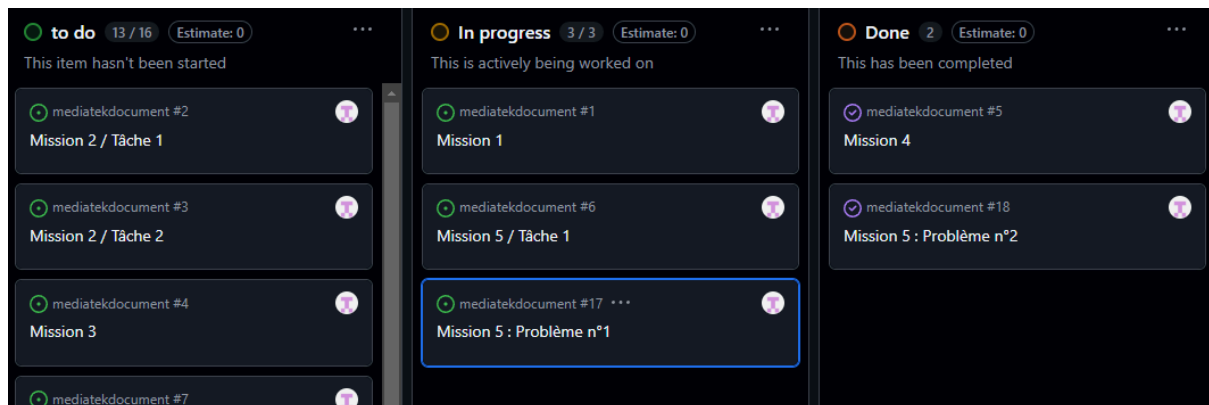 to do 13 / 16 Estimate: 0 ...
This item hasn't been started
mediatekdocument #2
Mission 2 / Tâche 1
mediatekdocument #3
Mission 2 / Tâche 2
mediatekdocument #4
Mission 3
mediatekdocument #7
In progress 3 / 3 Estimate: 0 ...
This is actively being worked on
mediatekdocument #1
Mission 1
mediatekdocument #6
Mission 5 / Tâche 1
mediatekdocument #17 ...
Mission 5 : Problème n°1
Done 2 Estimate: 0 ...
This has been completed
mediatekdocument #5
Mission 4
mediatekdocument #18
Mission 5 : Problème n°2